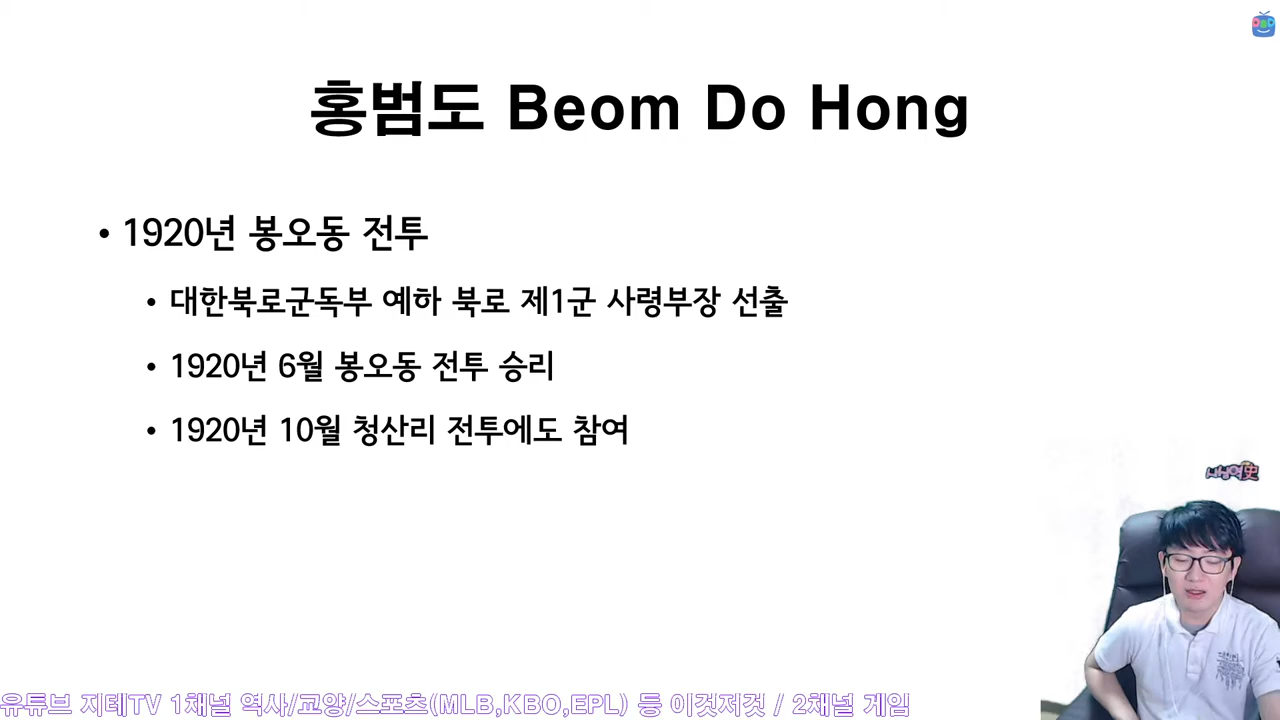 홍범도 Beom Do Hong
• 1920년 봉오동 전투
• 대한북로군독부 예하 북로 제1군 사령부장 선출
• 1920년 6월 봉오동 전투 승리
• 1920년 10월 청산리 전투에도 참여
유튜브 지테TV 1채널 역사/교양/스포츠(MLB,KBO,EPL) 등 이것저것 / 2채널 게임